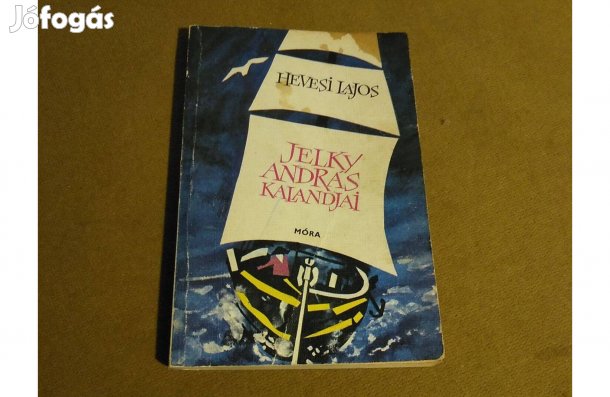 Jófogás
HEVESI LAJOS
JELKY
ANDRÁS
KALANDJAI
MÓRA